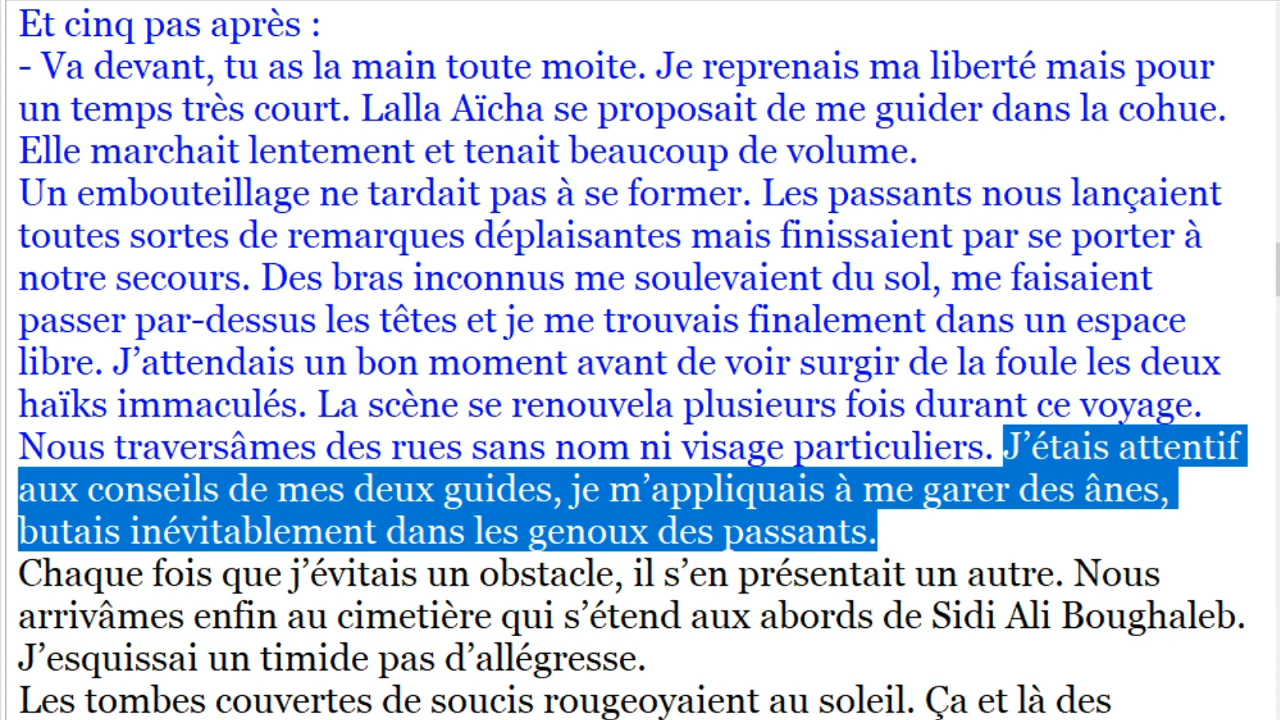 Et cinq pas après :
- Va devant, tu as la main toute moite. Je reprenais ma liberté mais pour
un temps très court. Lalla Aïcha se proposait de me guider dans la cohue.
Elle marchait lentement et tenait beaucoup de volume.
Un embouteillage ne tardait pas à se former. Les passants nous lançaient
toutes sortes de remarques déplaisantes mais finissaient par se porter à
notre secours. Des bras inconnus me soulevaient du sol, me faisaient
passer par-dessus les têtes et je me trouvais finalement dans un espace
libre. J’attendais un bon moment avant de voir surgir de la foule les deux
haïks immaculés. La scène se renouvela plusieurs fois durant ce voyage.
Nous traversâmes des rues sans nom ni visage particuliers. J’étais attentif
aux conseils de mes deux guides, je m’appliquais à me garer des ânes,
butais inévitablement dans les genoux des passants.
Chaque fois que j’évitais un obstacle, il s’en présentait un autre. Nous
arrivâmes enfin au cimetière qui s’étend aux abords de Sidi Ali Boughaleb.
J’esquissai un timide pas d’allégresse.
Les tombes couvertes de soucis rougeoyaient au soleil. Ça et là des